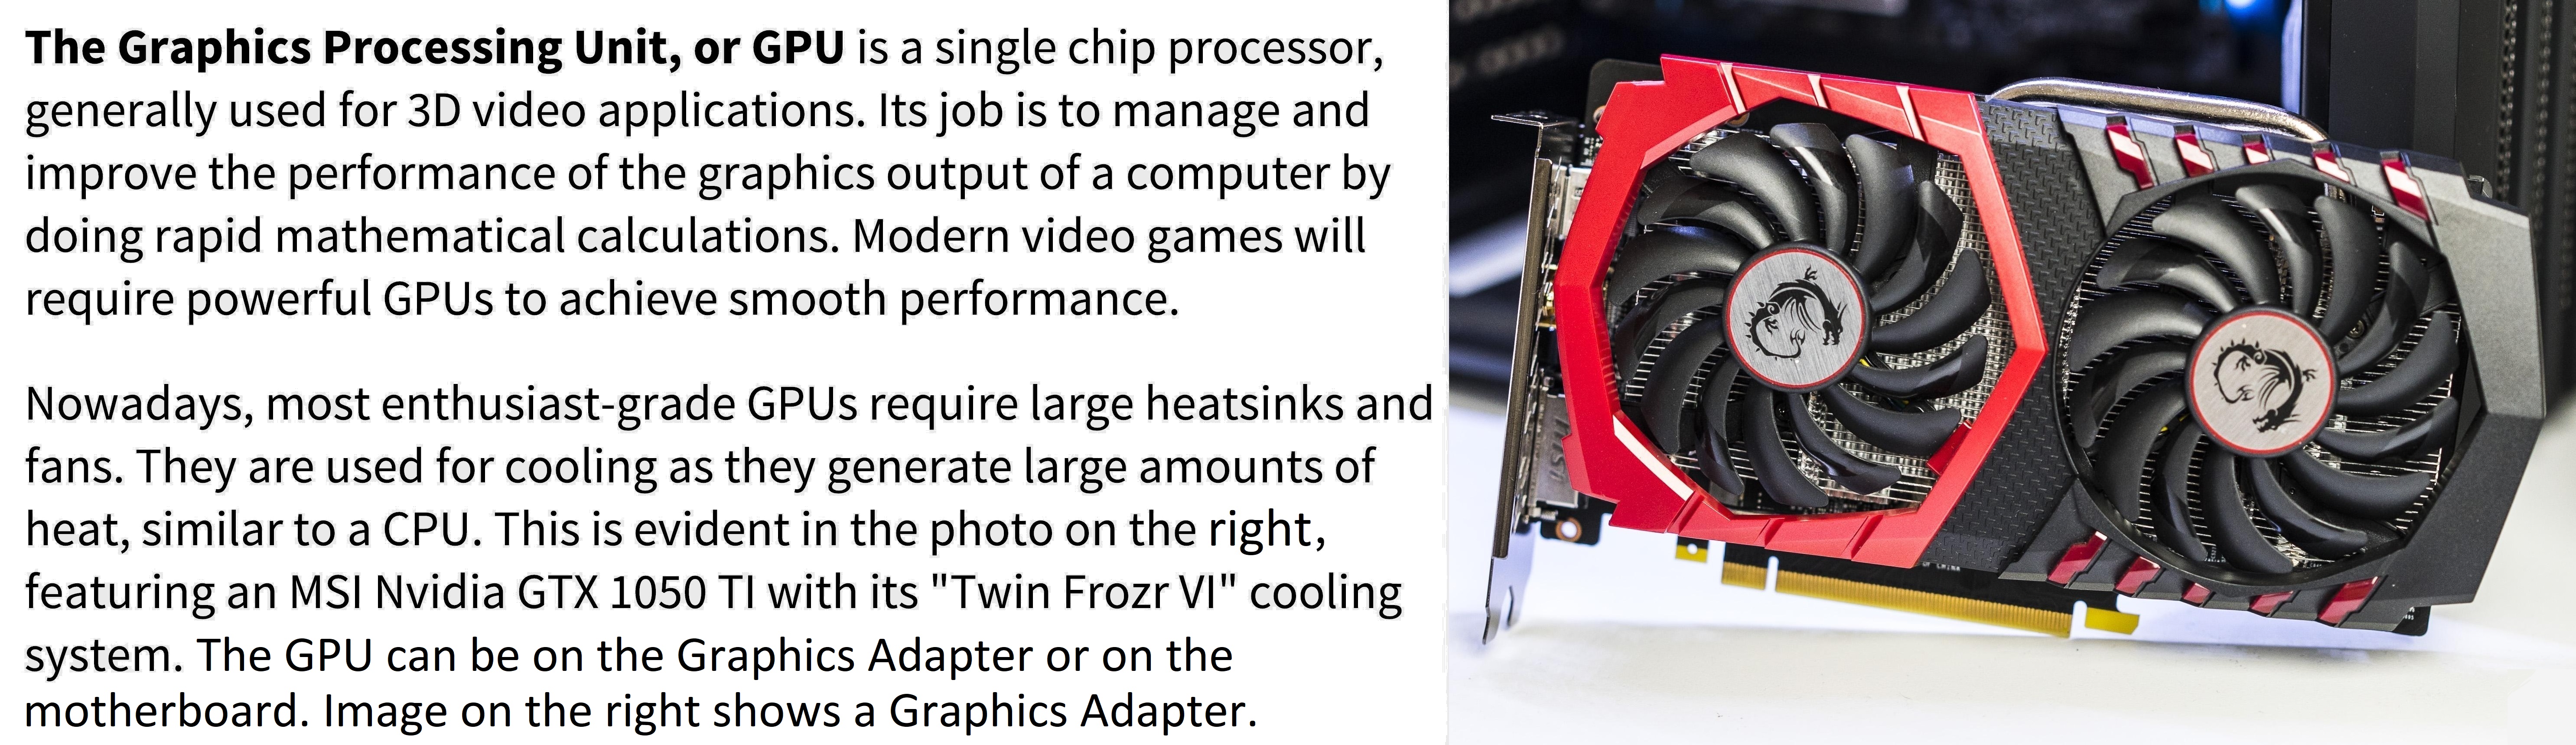 The Graphics Processing Unit, or GPU is a single chip processor,
generally used for 3D video applications. Its job is to manage and
improve the performance of the graphics output of a computer by
doing rapid mathematical calculations. Modern video games will
require powerful GPUs to achieve smooth performance.
Nowadays, most enthusiast-grade GPUs require large heatsinks and
fans. They are used for cooling as they generate large amounts of
heat, similar to a CPU. This is evident in the photo on the right,
featuring an MSI Nvidia GTX 1050 TI with its "Twin Frozr VI" cooling
system. The GPU can be on the Graphics Adapter or on the
motherboard. Image on the right shows a Graphics Adapter.